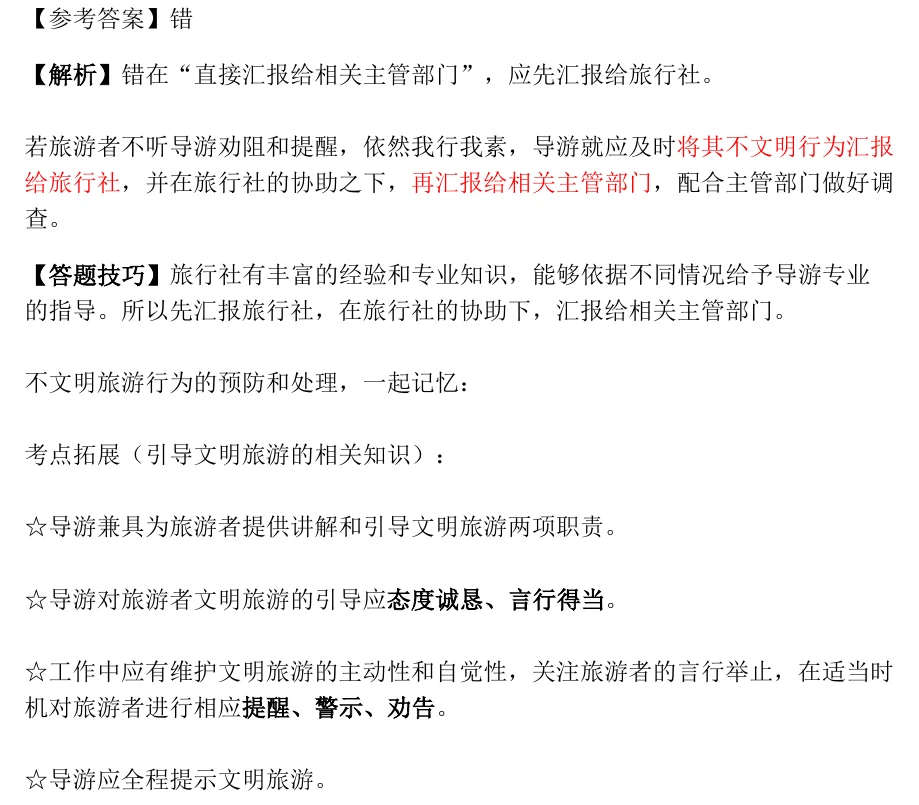 【参考答案】错
【解析】错在“直接汇报给相关主管部门”，应先汇报给旅行社。
若旅游者不听导游劝阻和提醒，依然我行我素，导游就应及时将其不文明行为汇报
给旅行社，并在旅行社的协助之下，再汇报给相关主管部门，配合主管部门做好调
查。
【答题技巧】旅行社有丰富的经验和专业知识，能够依据不同情况给予导游专业
的指导。所以先汇报旅行社，在旅行社的协助下，汇报给相关主管部门。
不文明旅游行为的预防和处理，一起记忆：
考点拓展（引导文明旅游的相关知识）：
☆导游兼具为旅游者提供讲解和引导文明旅游两项职责。
☆导游对旅游者文明旅游的引导应态度诚恳、言行得当。
☆工作中应有维护文明旅游的主动性和自觉性，关注旅游者的言行举止，在适当时
机对旅游者进行相应提醒、警示、劝告。
☆导游应全程提示文明旅游。